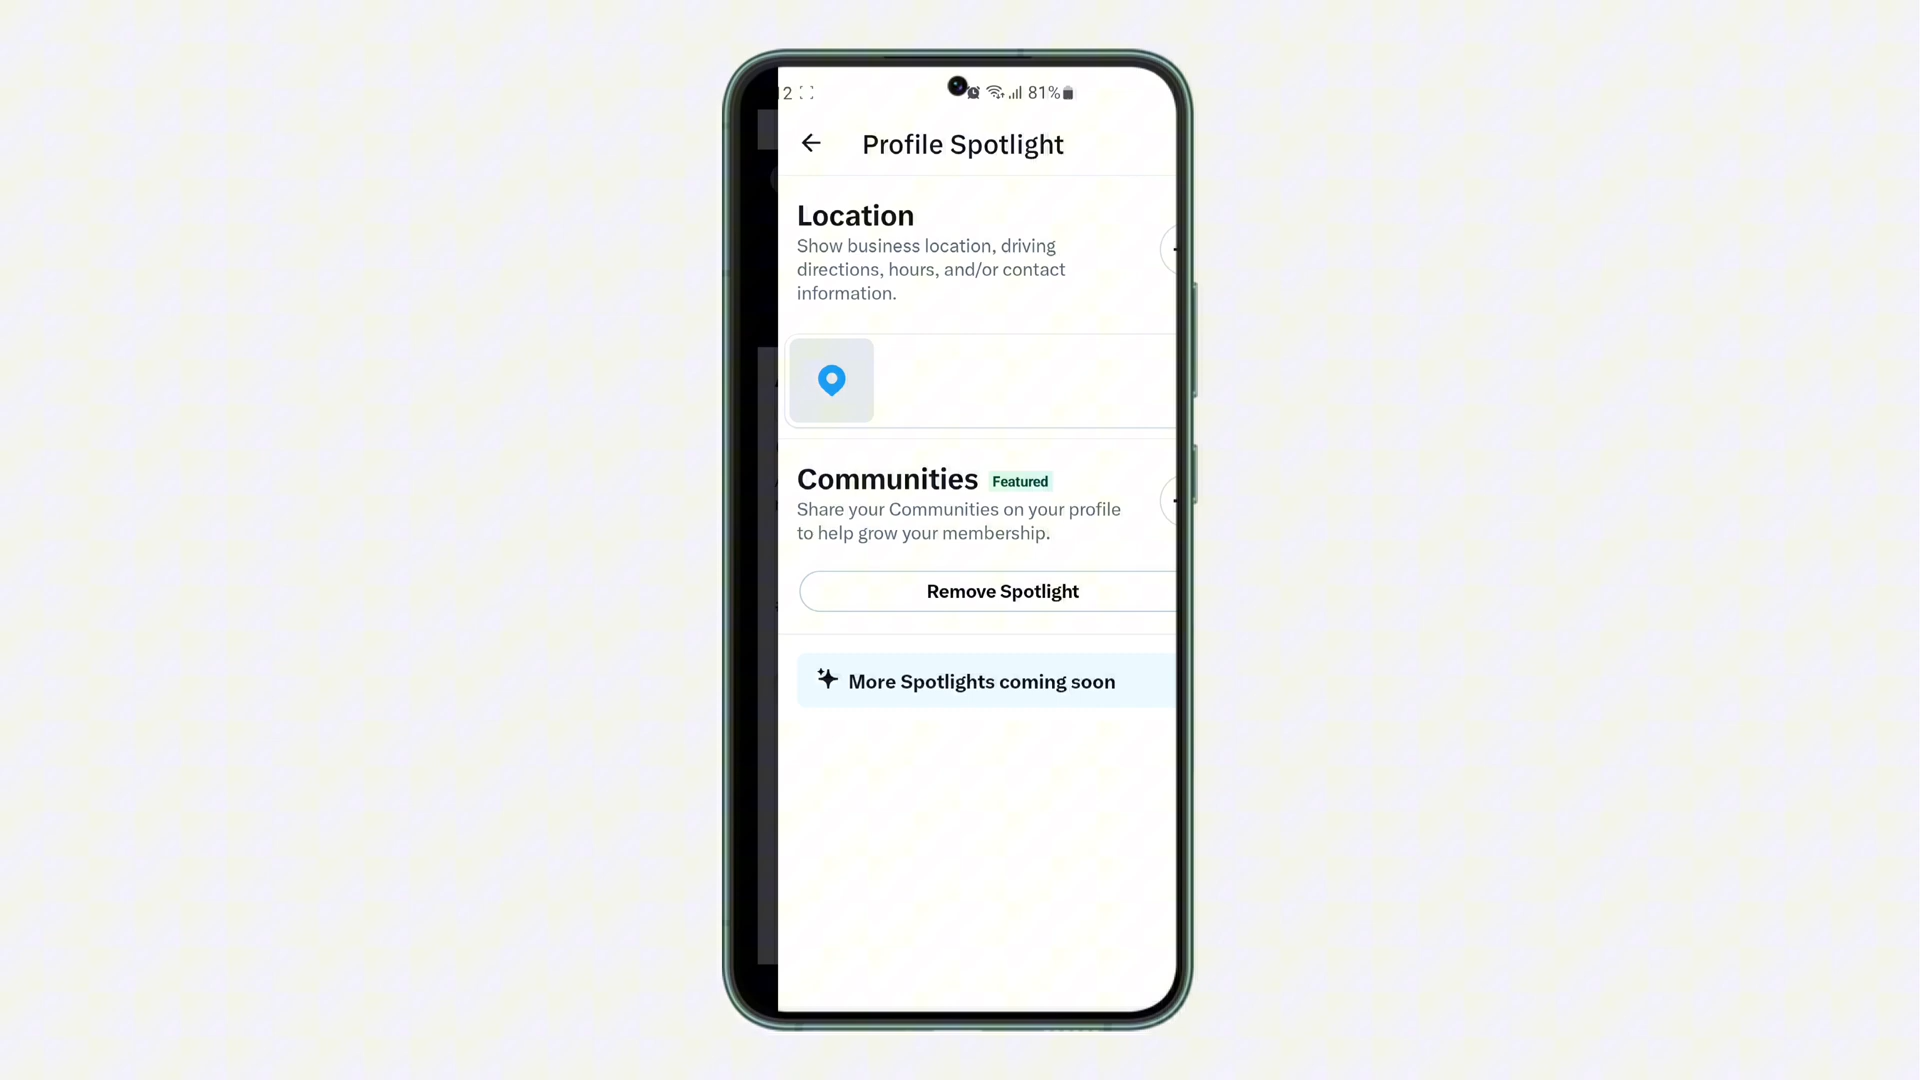 12 81%
Profile Spotlight
Location
Show business location, driving
directions, hours, and/or contact
information.
Communities Featured
Share your Communities on your profile
to help grow your membership.
Remove Spotlight
More Spotlights coming soon